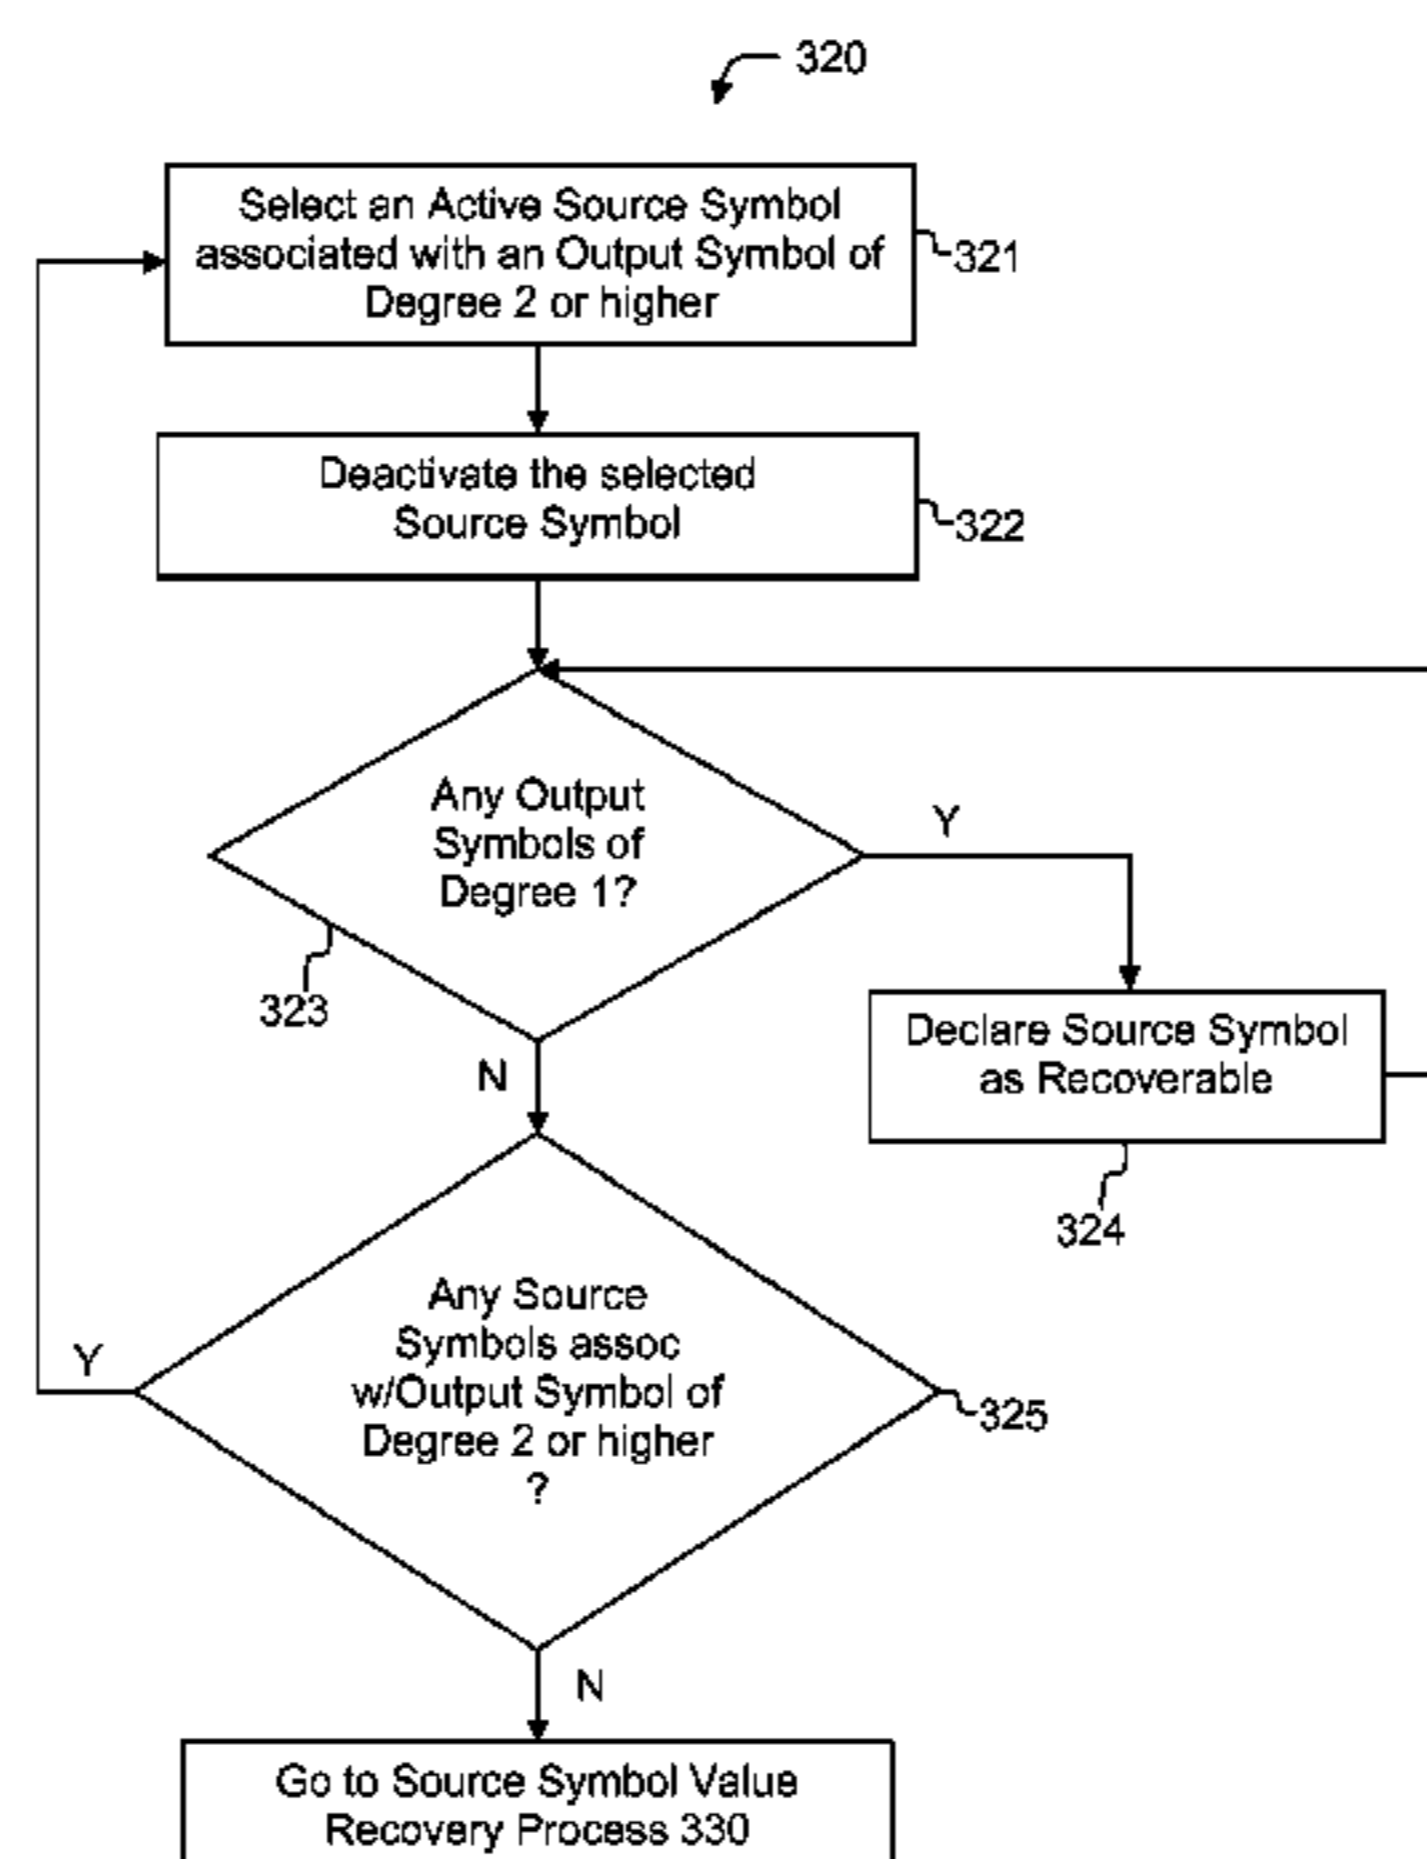 320
Select an Active Source Symbol
associated with an Output Symbol of
Degree 2 or higher
321
Deactivate the selected
Source Symbol
322
Any Output
Symbols of
Degree 1?
Y
323
N
Declare Source Symbol
as Recoverable
324
Any Source
Symbols assoc
w/Output Symbol of
Degree 2 or higher
?
Y
325
N
Go to Source Symbol Value
Recovery Process 330